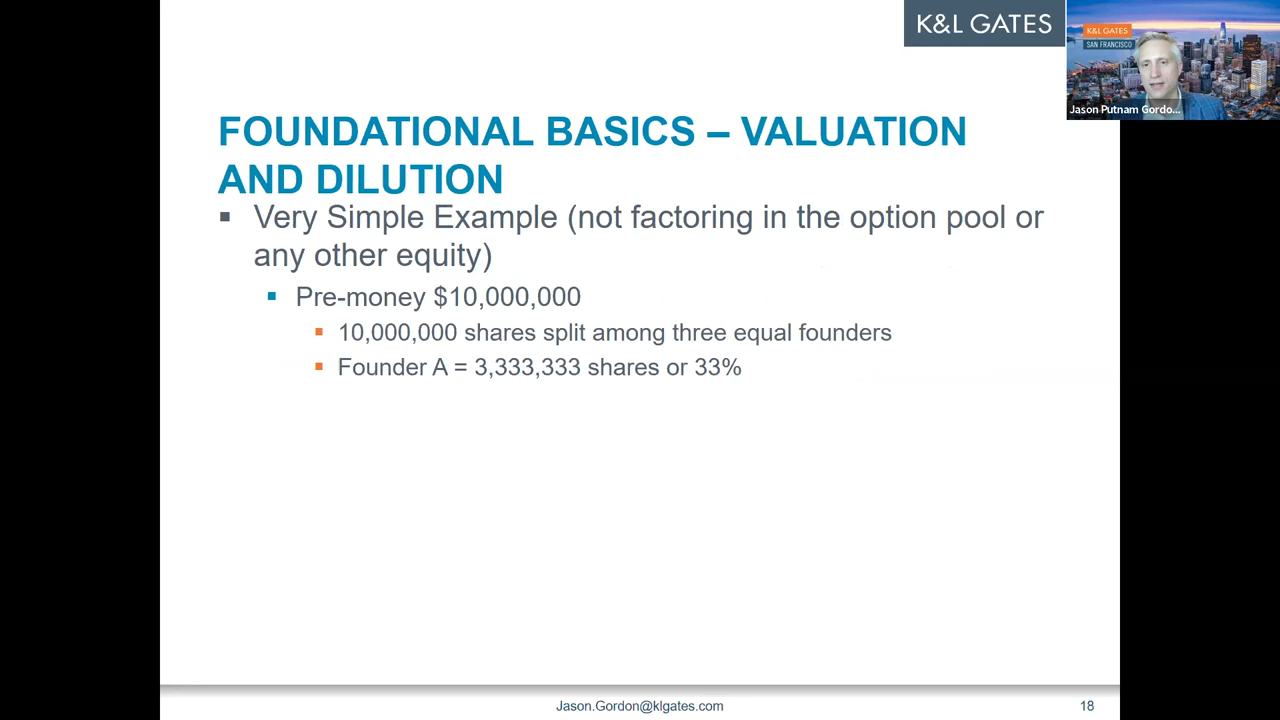 K&L GATES
K&L GATES
SAN FRANCISCO
Jason Putnam Gordo...
FOUNDATIONAL BASICS – VALUATION
AND DILUTION
▪ Very Simple Example (not factoring in the option pool or
any other equity)
▪ Pre-money $10,000,000
▪ 10,000,000 shares split among three equal founders
▪ Founder A = 3,333,333 shares or 33%
Jason.Gordon@klgates.com
18